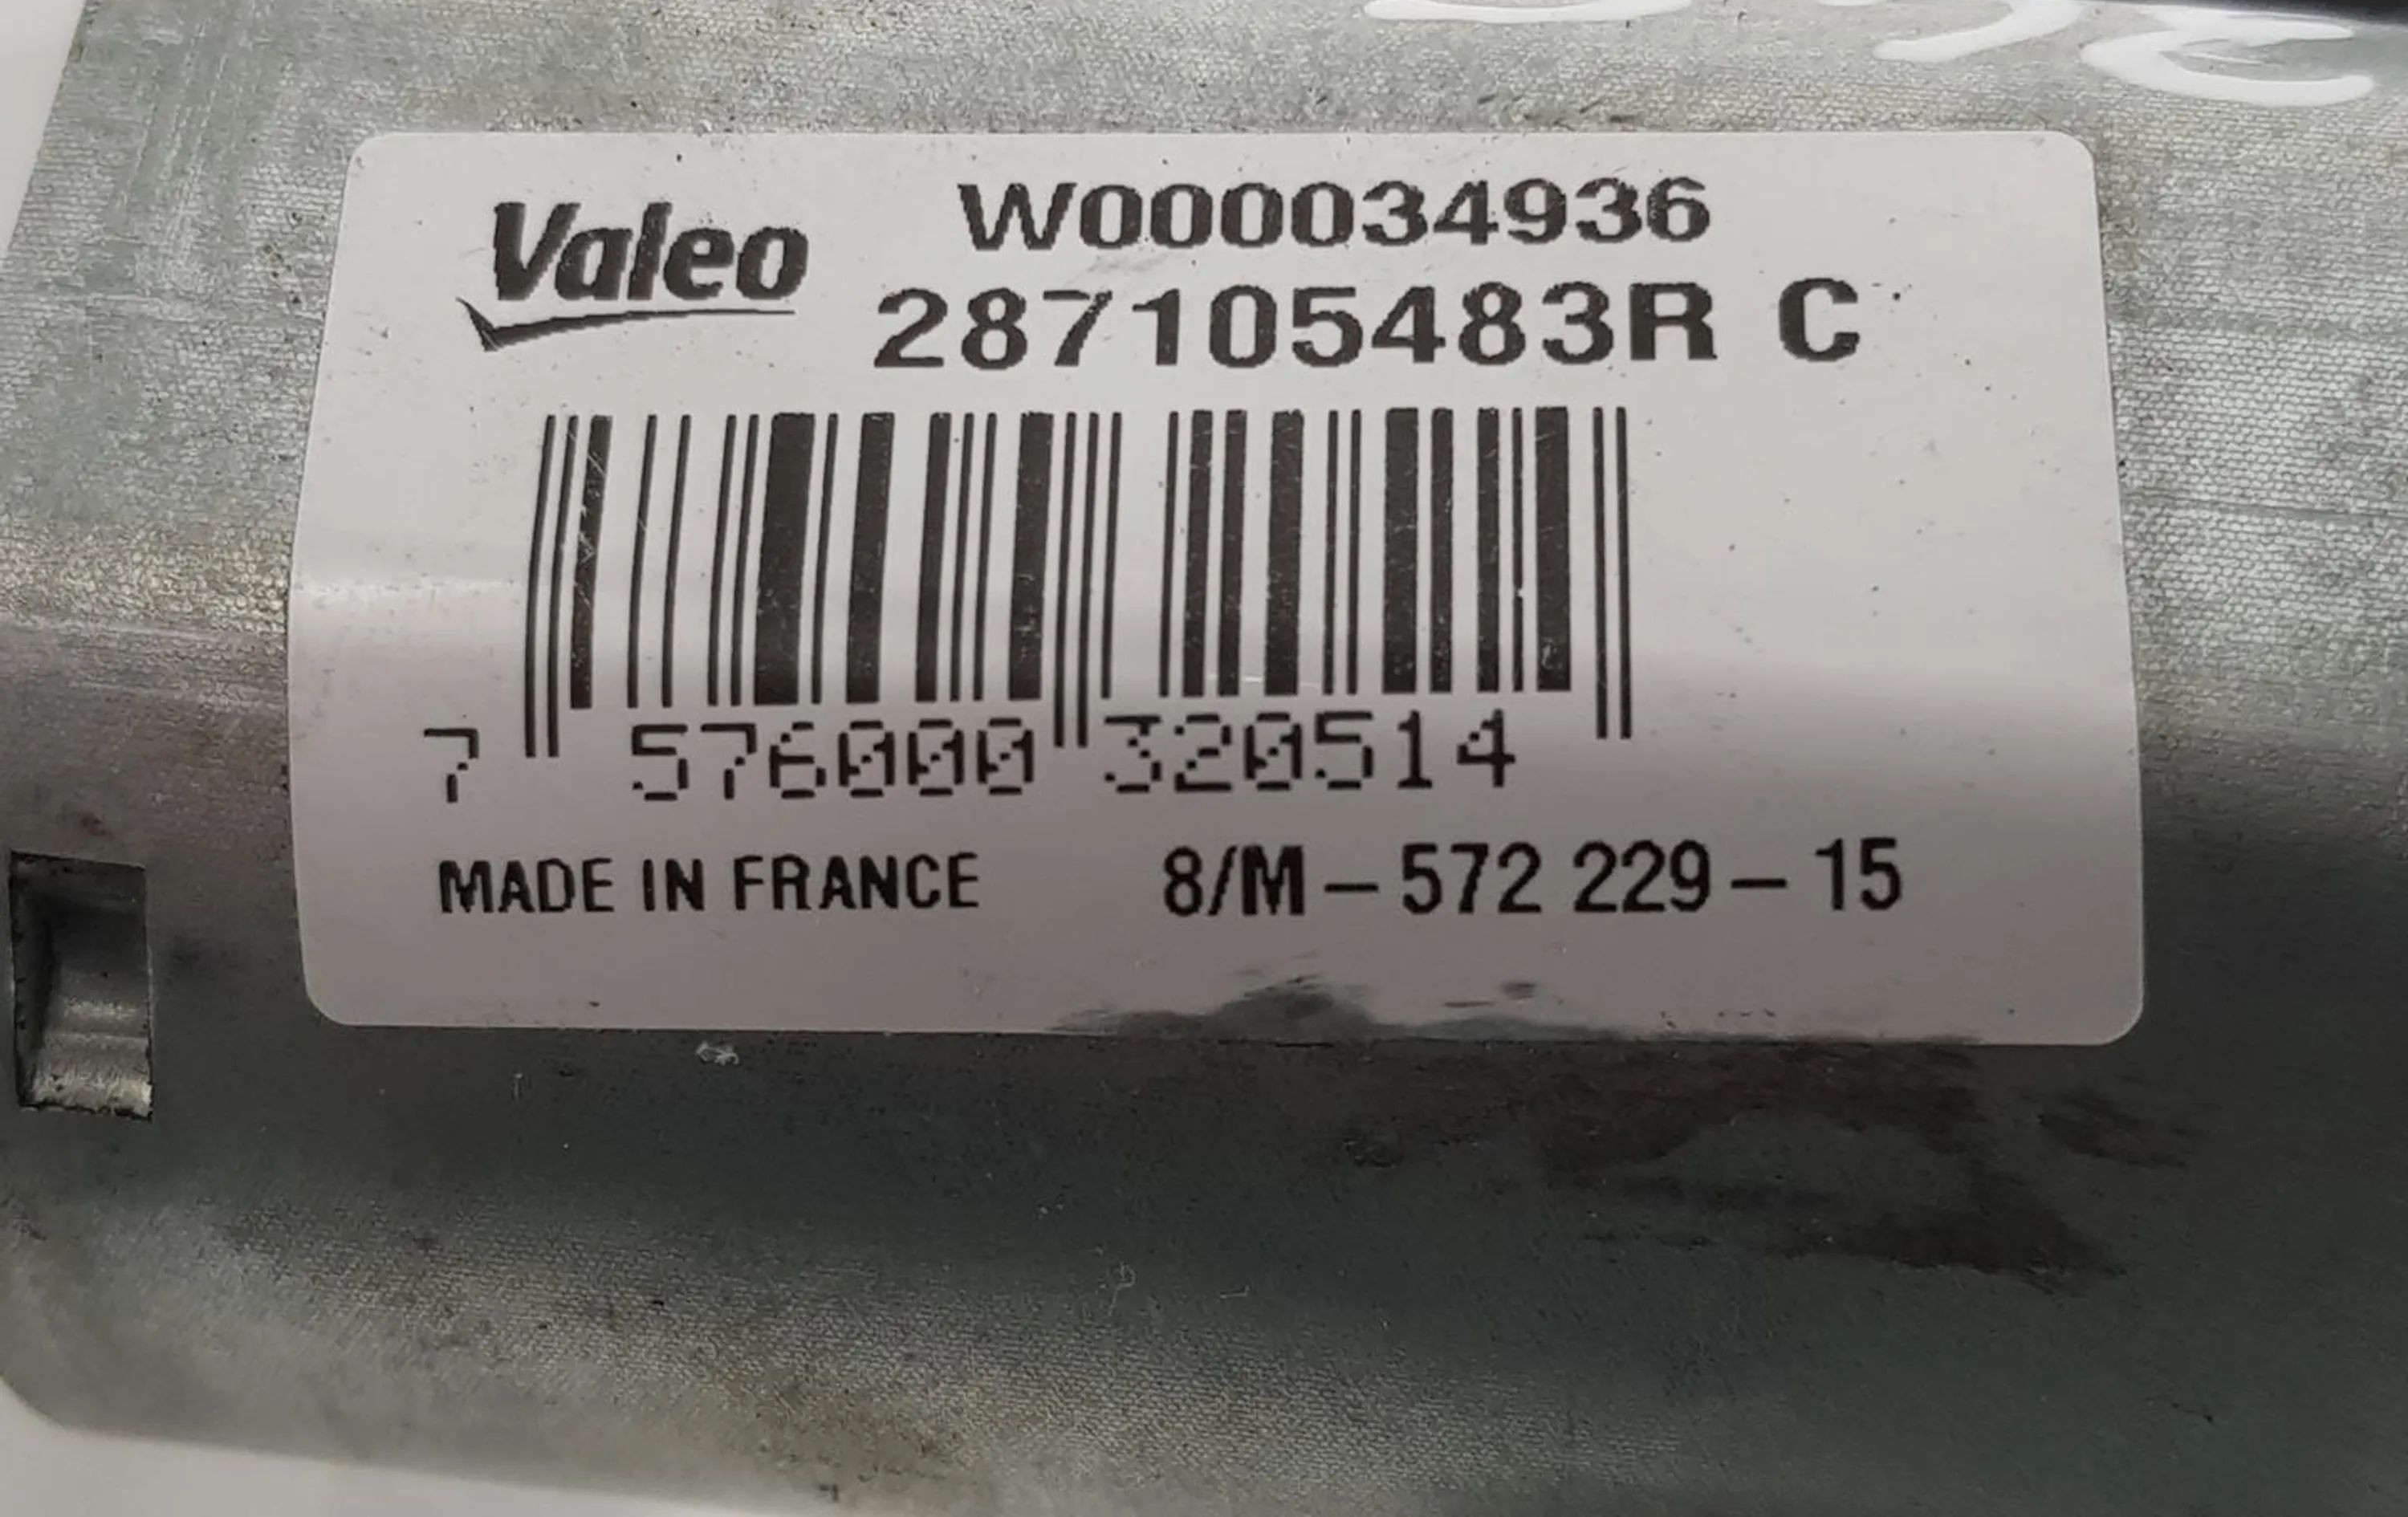 Valeo
W000034936
287105483R C
7 576000 320514
MADE IN FRANCE 8/M – 572 229 – 15